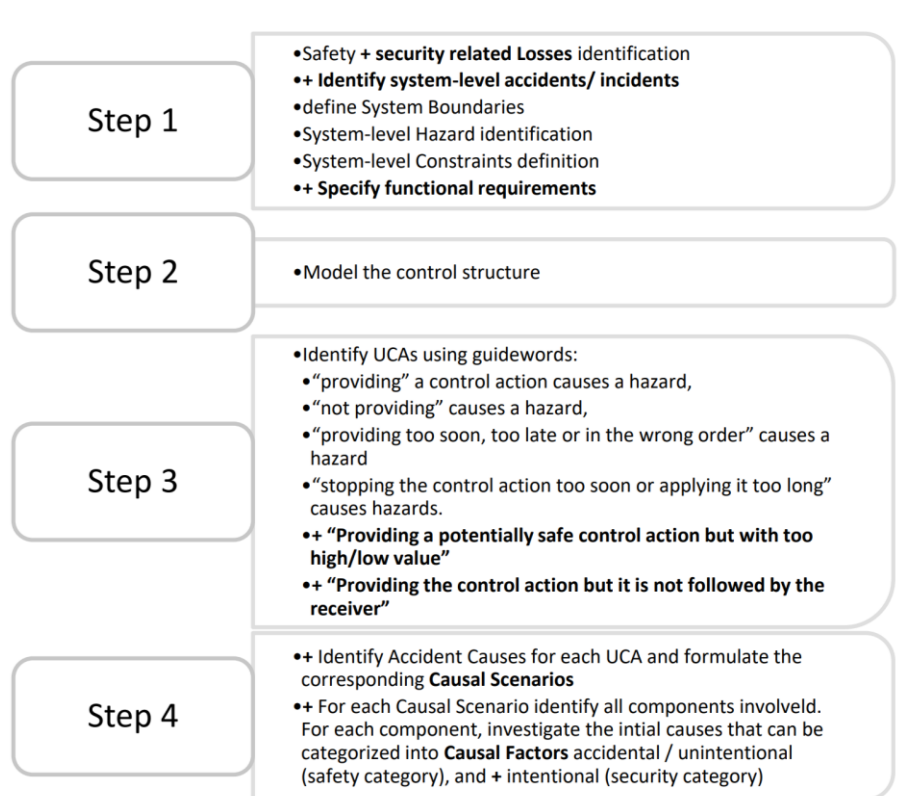 Step 1
•Safety + security related Losses identification
•+ Identify system-level accidents/ incidents
•define System Boundaries
•System-level Hazard identification
•System-level Constraints definition
•+ Specify functional requirements
Step 2
•Model the control structure
Step 3
•Identify UCAs using guidewords:
•“providing” a control action causes a hazard,
•“not providing” causes a hazard,
•“providing too soon, too late or in the wrong order” causes a
hazard
•“stopping the control action too soon or applying it too long”
causes hazards.
•+ “Providing a potentially safe control action but with too
high/low value”
•+ “Providing the control action but it is not followed by the
receiver”
Step 4
•+ Identify Accident Causes for each UCA and formulate the
corresponding Causal Scenarios
•+ For each Causal Scenario identify all components involveld.
For each component, investigate the intial causes that can be
categorized into Causal Factors accidental / unintentional
(safety category), and + intentional (security category)